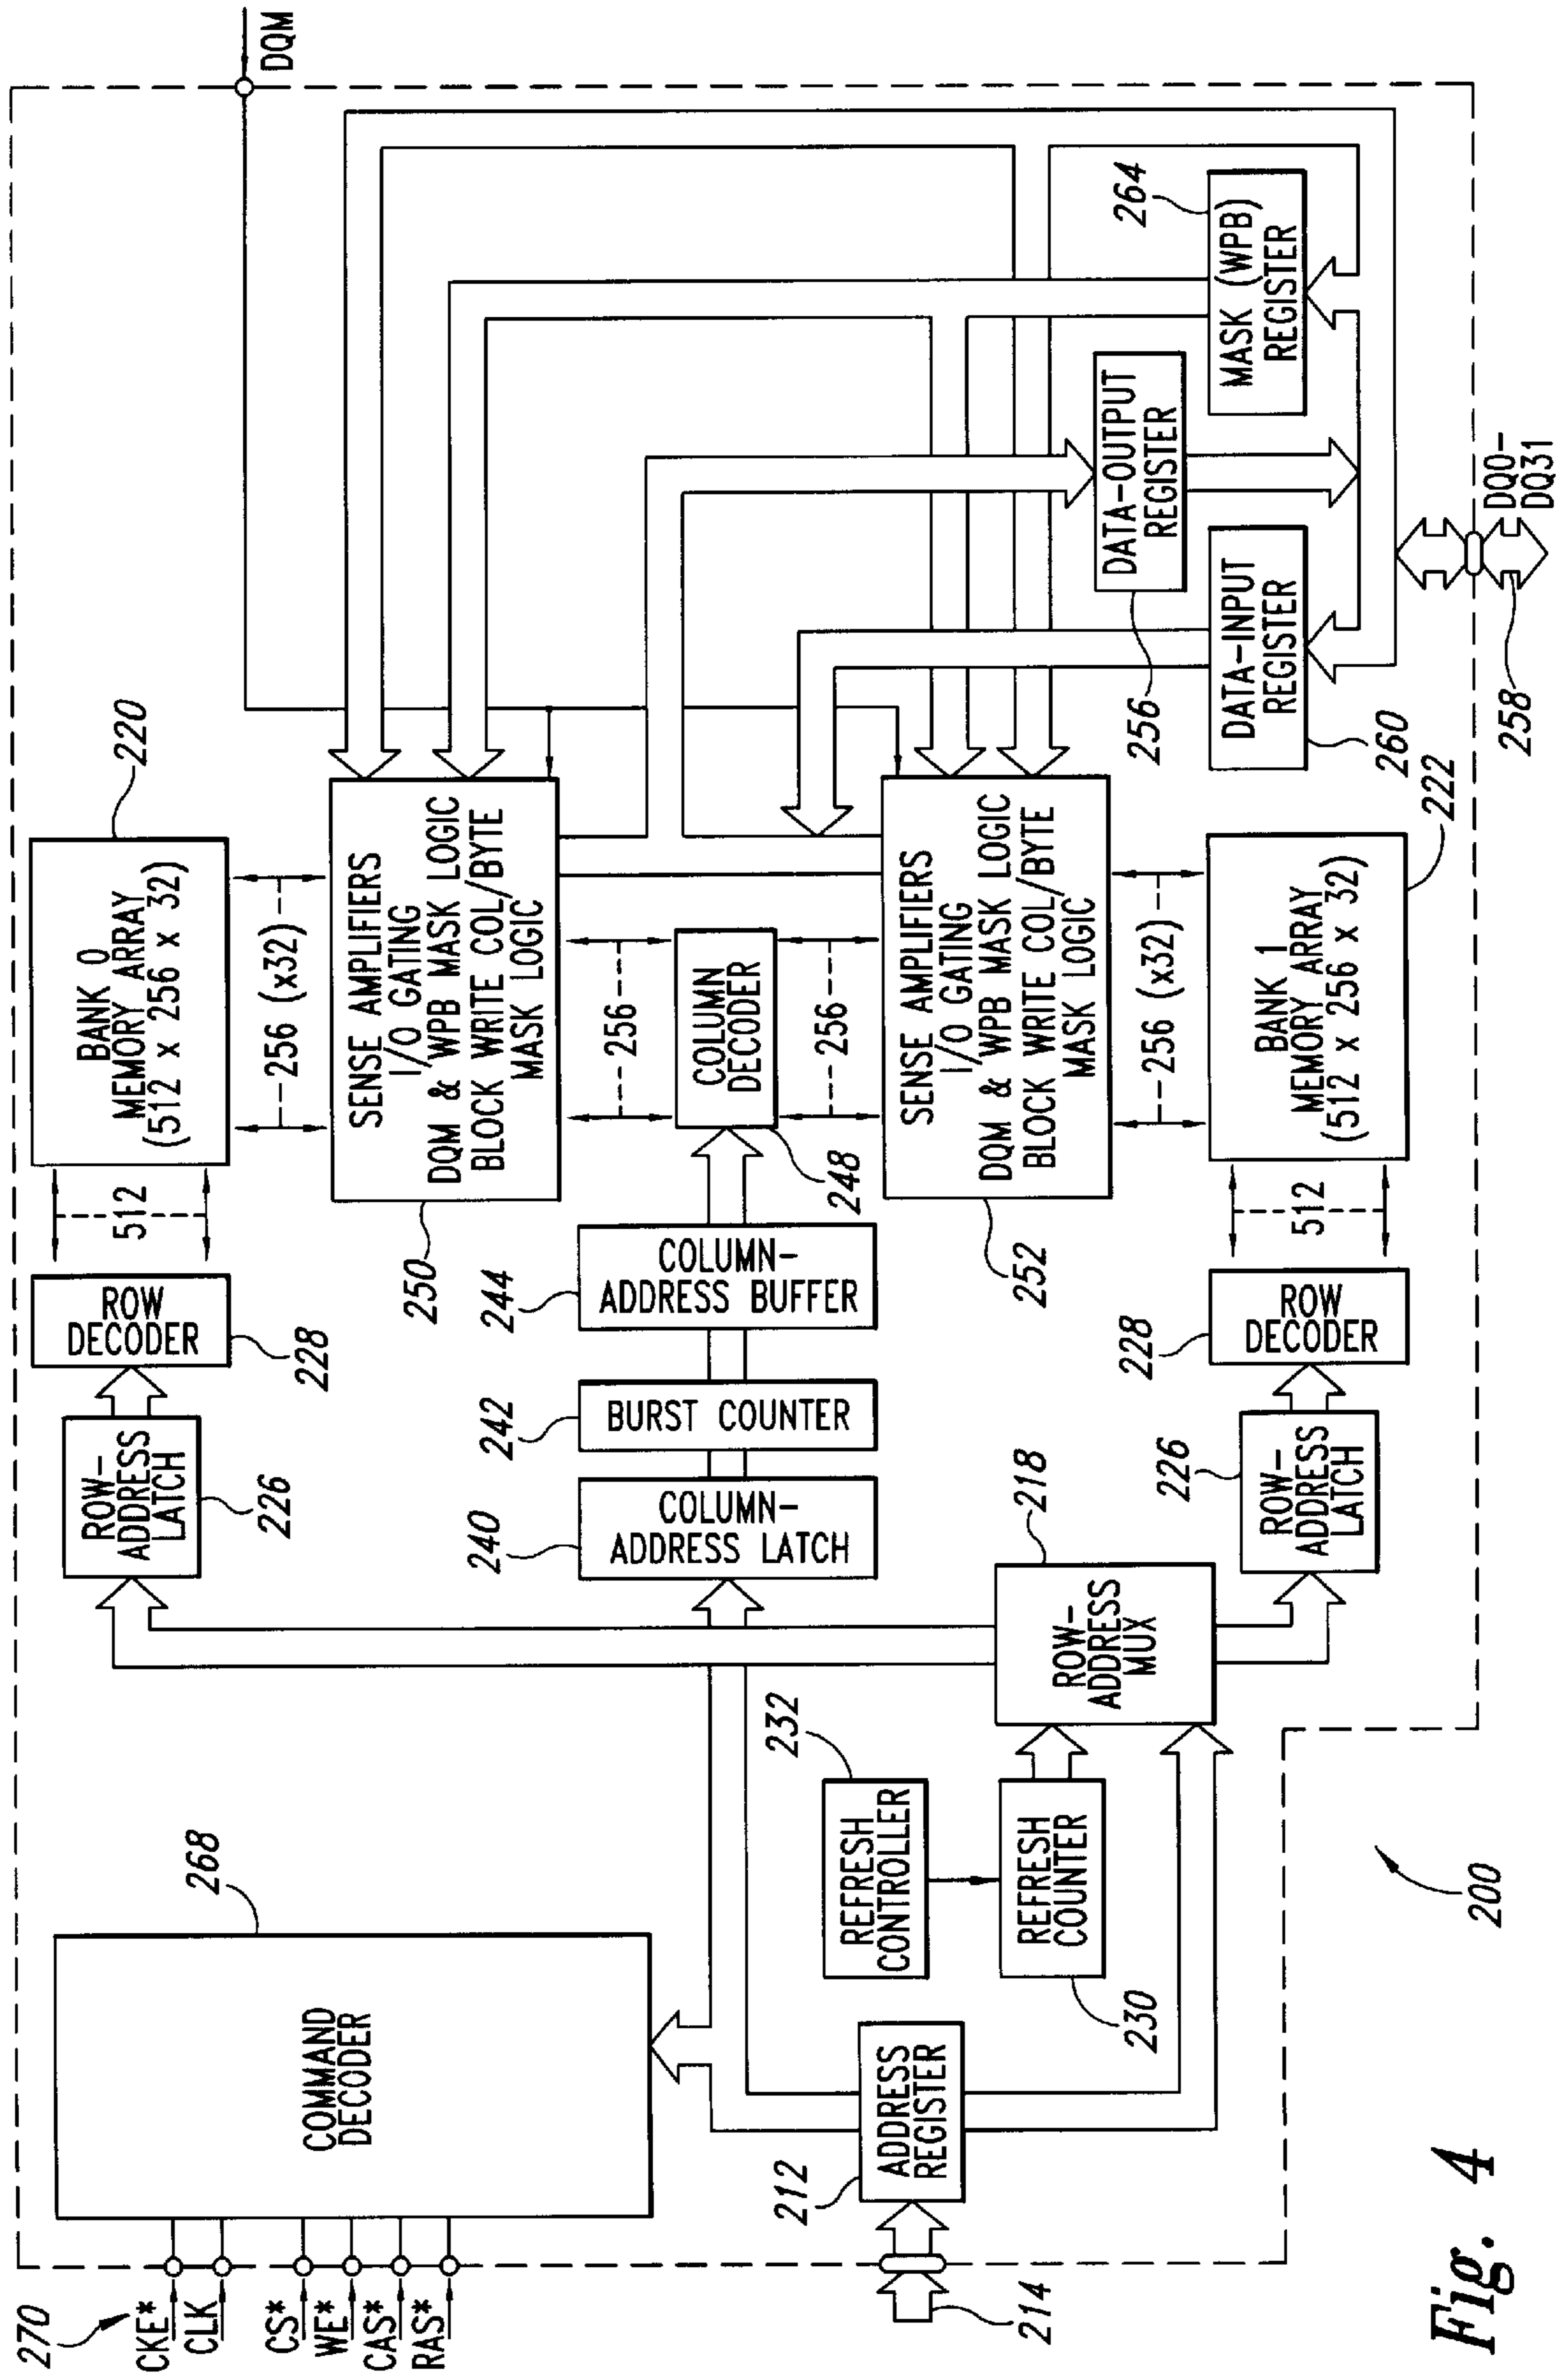 270
CKE*
CLK
CS*
WE*
CAS*
RAS*
COMMAND
DECODER
268
214
212
ADDRESS
REGISTER
REFRESH
CONTROLLER
232
REFRESH
COUNTER
230
ROW-
ADDRESS
MUX
218
ROW-
ADDRESS
LATCH
226
ROW
DECODER
228
512
BANK 0
MEMORY ARRAY
(512 x 256 x 32)
220
256 (x32)
SENSE AMPLIFIERS
I/O GATING
DQM & WPB MASK LOGIC
BLOCK WRITE COL/BYTE
MASK LOGIC
250
256
240
COLUMN-
ADDRESS LATCH
242
BURST COUNTER
244
COLUMN-
ADDRESS BUFFER
COLUMN
DECODER
248
256
SENSE AMPLIFIERS
I/O GATING
DQM & WPB MASK LOGIC
BLOCK WRITE COL/BYTE
MASK LOGIC
252
256 (x32)
226
ROW-
ADDRESS
LATCH
228
ROW
DECODER
512
BANK 1
MEMORY ARRAY
(512 x 256 x 32)
222
DQM
DATA-OUTPUT
REGISTER
256
DATA-INPUT
REGISTER
260
MASK (WPB)
REGISTER
264
258
DQ0-
DQ31
200
Fig. 4